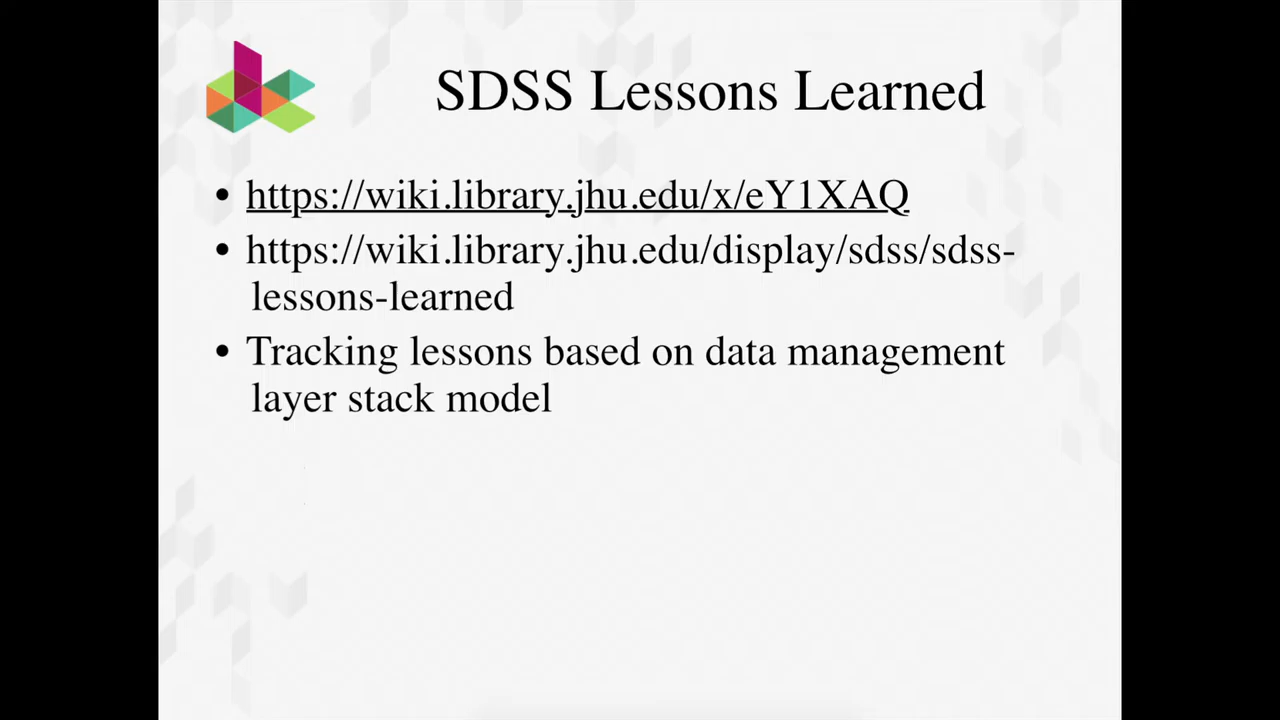 SDSS Lessons Learned
• https://wiki.library.jhu.edu/x/eY1XAQ
• https://wiki.library.jhu.edu/display/sdss/sdss-
lessons-learned
• Tracking lessons based on data management
layer stack model